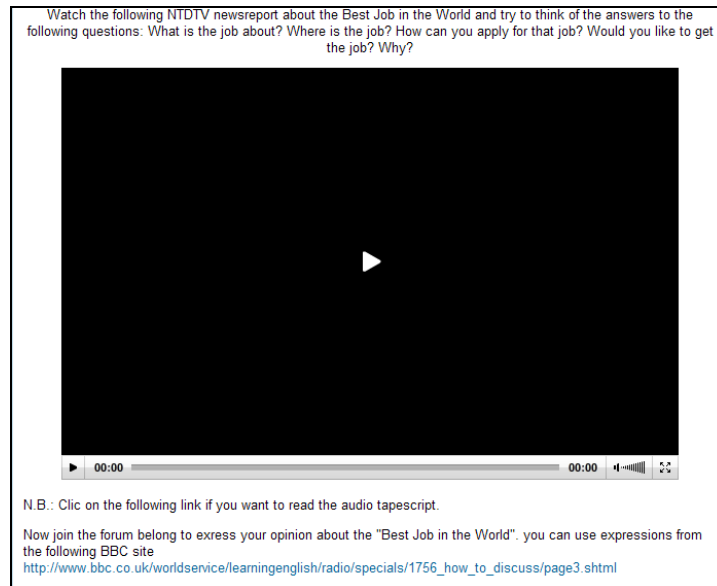 Watch the following NTDTV newsreport about the Best Job in the World and try to think of the answers to the
following questions: What is the job about? Where is the job? How can you apply for that job? Would you like to get
the job? Why?
00:00 00:00
N.B.: Clic on the following link if you want to read the audio tapescript.
Now join the forum belong to exress your opinion about the "Best Job in the World". you can use expressions from
the following BBC site
http://www.bbc.co.uk/worldservice/learningenglish/radio/specials/1756_how_to_discuss/page3.shtml